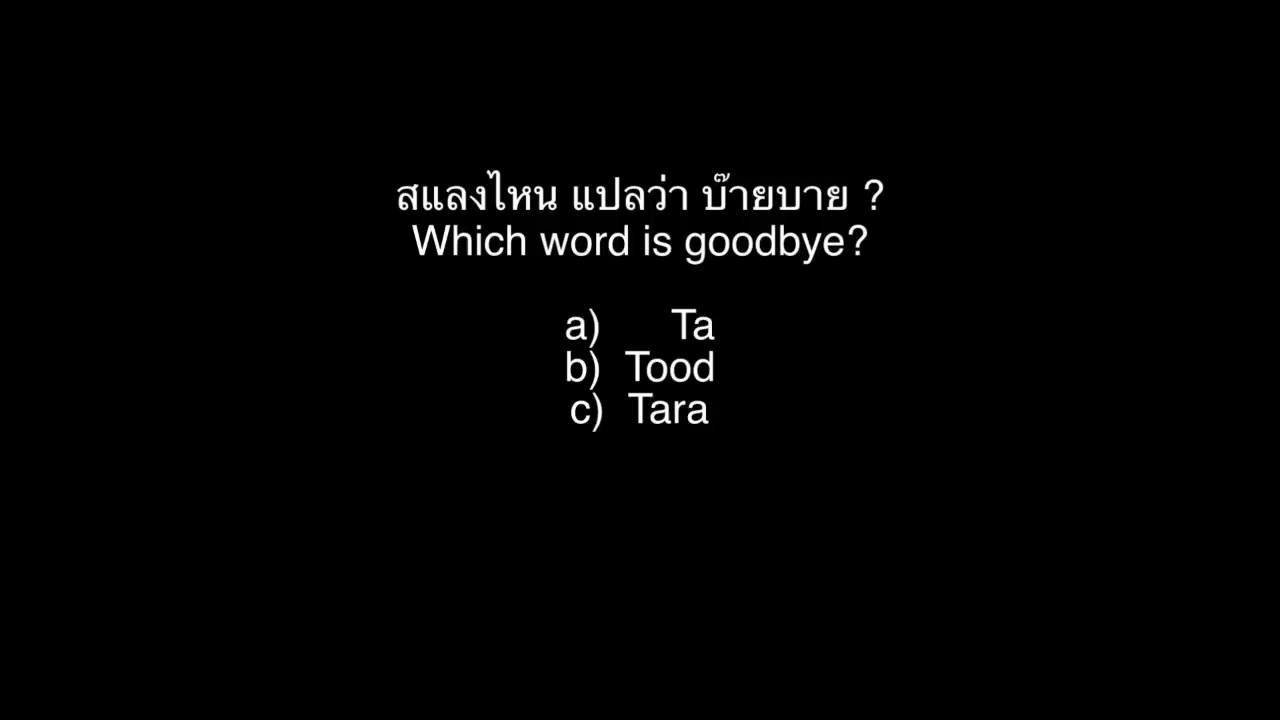 สแลงไหน แปลว่า บ๊ายบาย ?
Which word is goodbye?
a) Ta
b) Tood
c) Tara